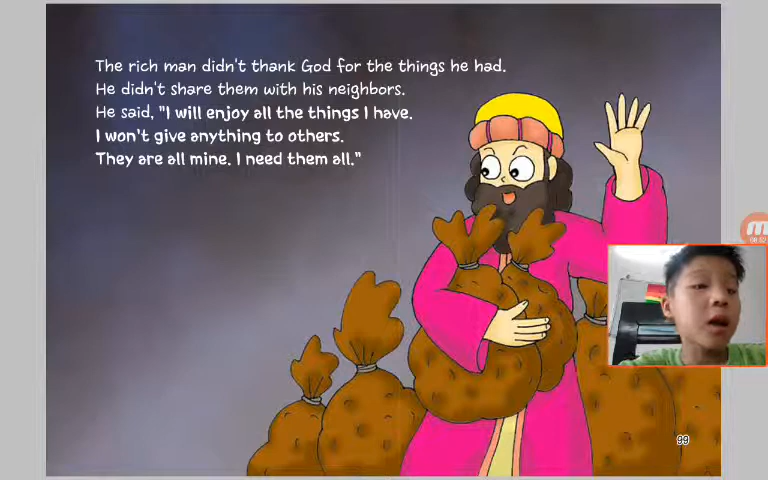 The rich man didn't thank God for the things he had.
He didn't share them with his neighbors.
He said, "I will enjoy all the things I have.
I won't give anything to others.
They are all mine. I need them all."
99